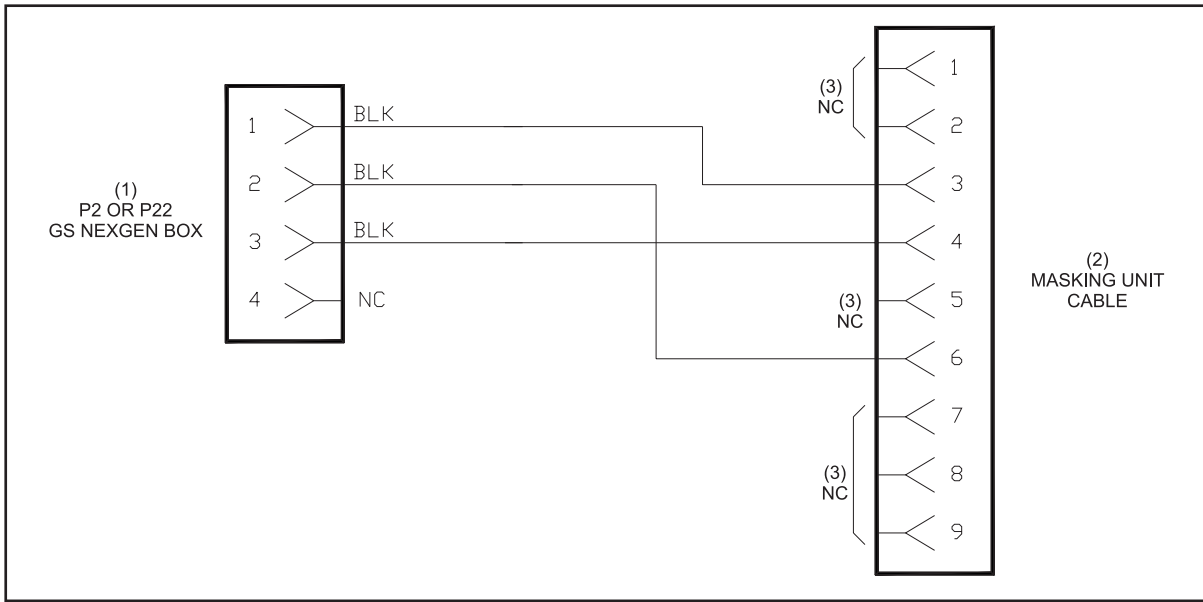 (1)
P2 OR P22
GS NEXGEN BOX
1
BLK
2
BLK
3
BLK
4
NC
(3)
NC
(3)
NC
(3)
NC
1
2
3
4
5
6
7
8
9
(2)
MASKING UNIT
CABLE